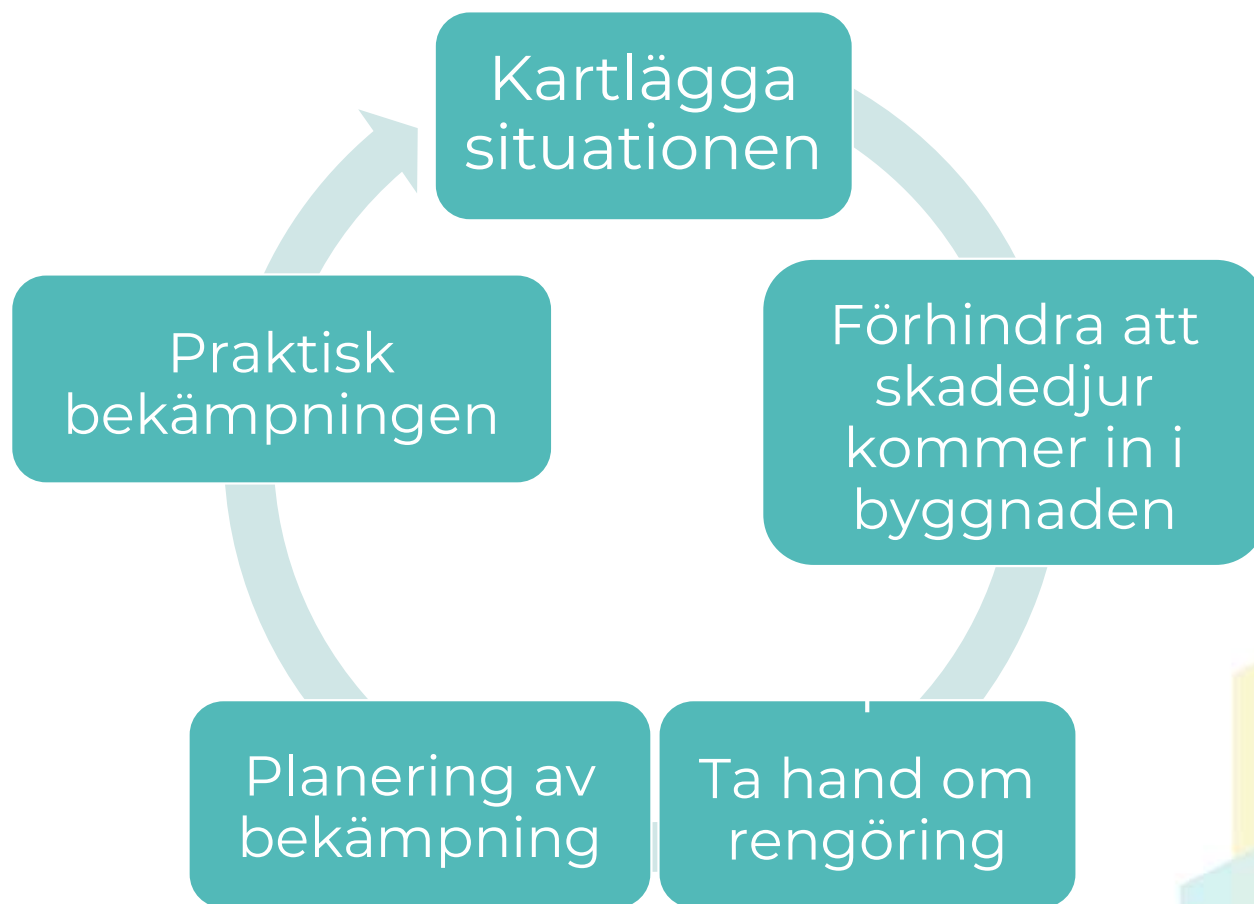 Kartlägga
situationen
Förhindra att
skadedjur
kommer in i
byggnaden
Ta hand om
rengöring
Planering av
bekämpning
Praktisk
bekämpningen